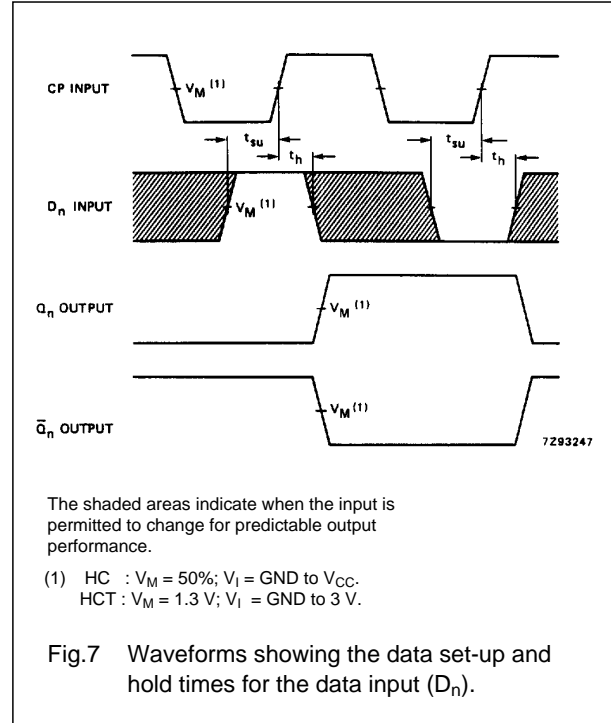 CP INPUT
V_M (1)
t_su
t_su
t_h
t_h
D_n INPUT
V_M (1)
Q_n OUTPUT
V_M (1)
Q̄_n OUTPUT
V_M (1)
7Z93247
The shaded areas indicate when the input is
permitted to change for predictable output
performance.
(1) HC : V_M = 50%; V_I = GND to V_CC.
HCT : V_M = 1.3 V; V_I = GND to 3 V.
Fig.7 Waveforms showing the data set-up and
hold times for the data input (D_n).